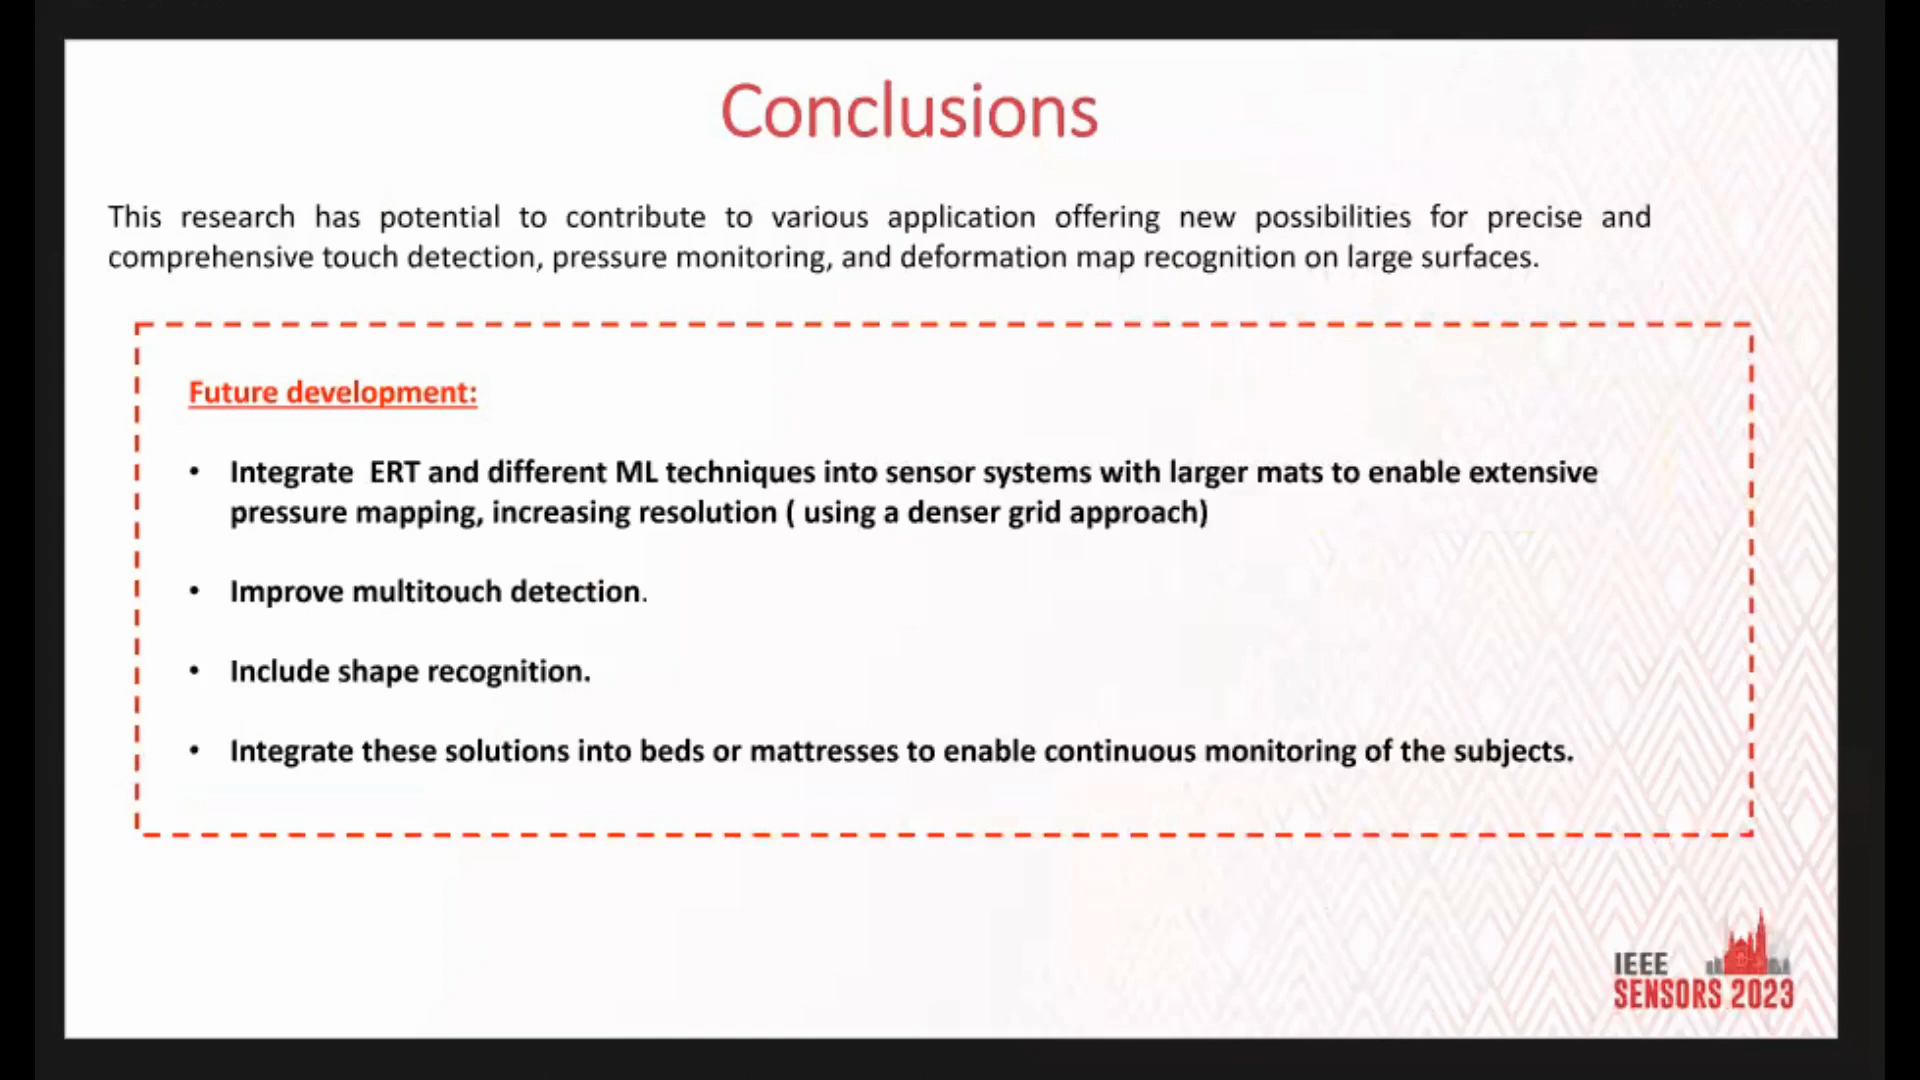 Conclusions
This research has potential to contribute to various application offering new possibilities for precise and
comprehensive touch detection, pressure monitoring, and deformation map recognition on large surfaces.
Future development:
• Integrate  ERT and different ML techniques into sensor systems with larger mats to enable extensive
pressure mapping, increasing resolution ( using a denser grid approach)
• Improve multitouch detection.
• Include shape recognition.
• Integrate these solutions into beds or mattresses to enable continuous monitoring of the subjects.
IEEE
SENSORS 2023